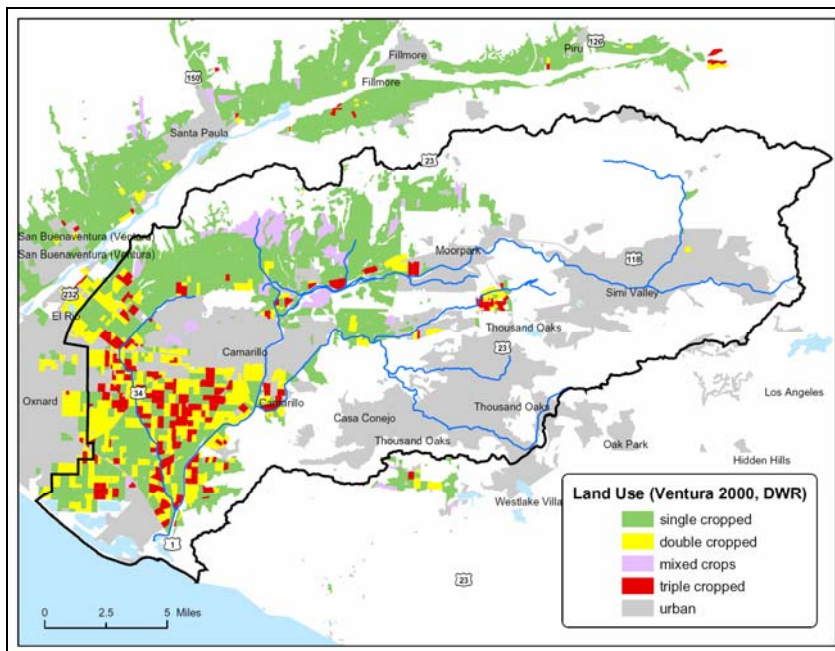 Fillmore
Piru
126
150
Fillmore
Santa Paula
23
San Buenaventura (Ventura)
San Buenaventura (Ventura)
Moorpark
118
232
El Rio
Simi Valley
Thousand Oaks
23
Camarillo
34
Oxnard
Camarillo
Casa Conejo
Thousand Oaks
Thousand Oaks
Los Angeles
Oak Park
Hidden Hills
Westlake Villa
1
23
Land Use (Ventura 2000, DWR)
single cropped
double cropped
mixed crops
triple cropped
urban
0 2.5 5 Miles